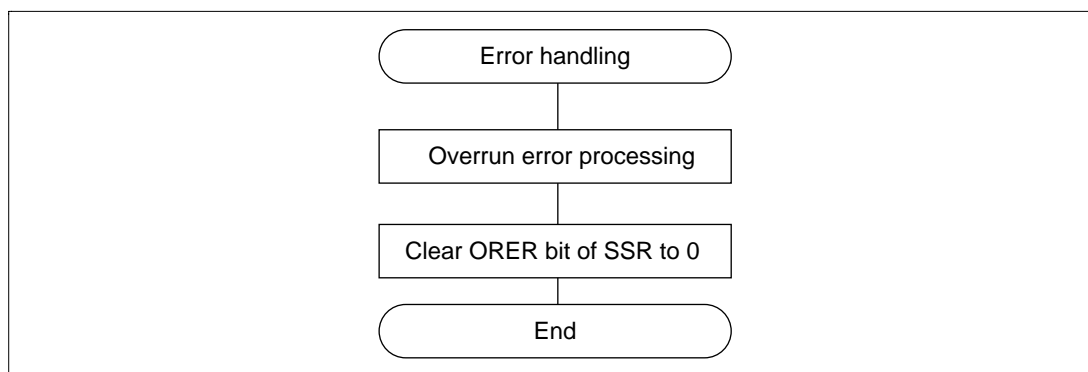 Error handling
Overrun error processing
Clear ORER bit of SSR to 0
End